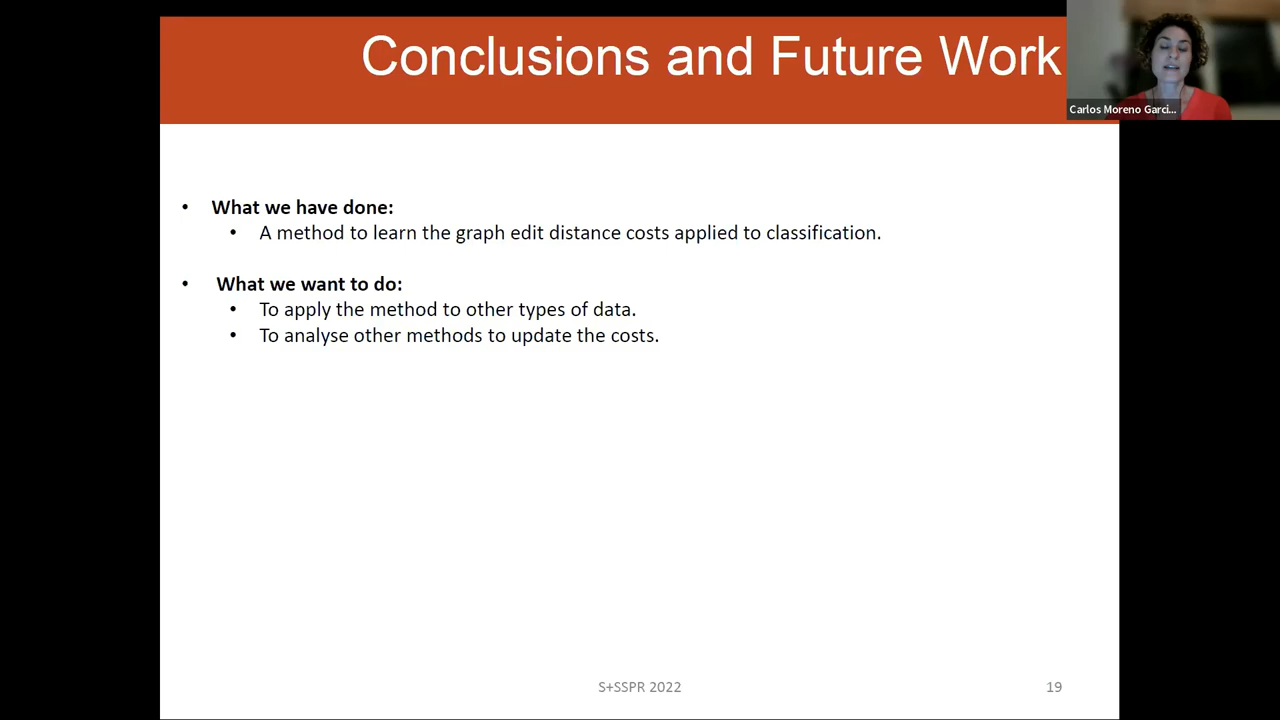 Conclusions and Future Work
Carlos Moreno Garci...
• What we have done:
• A method to learn the graph edit distance costs applied to classification.
• What we want to do:
• To apply the method to other types of data.
• To analyse other methods to update the costs.
S+SSPR 2022
19